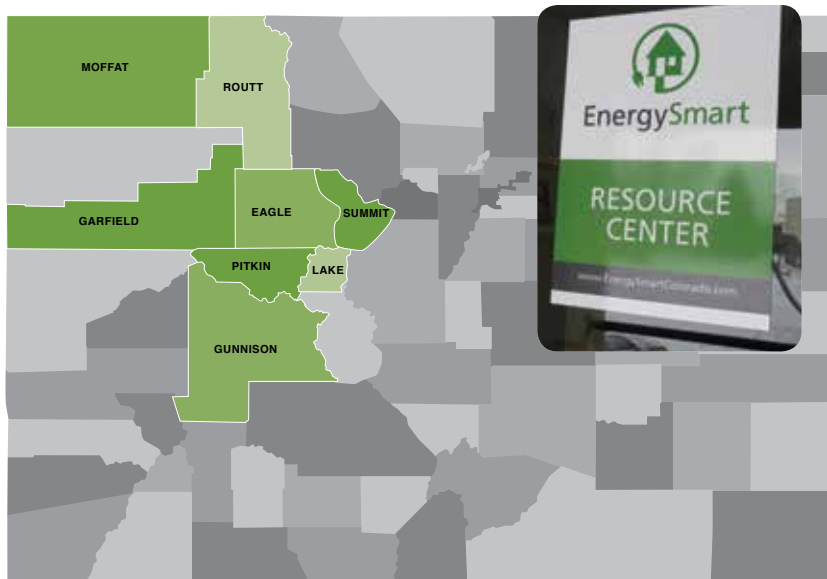 MOFFAT
ROUTT
GARFIELD
EAGLE
SUMMIT
PITKIN
LAKE
GUNNISON
EnergySmart
RESOURCE
CENTER
www.EnergySmartColorado.com